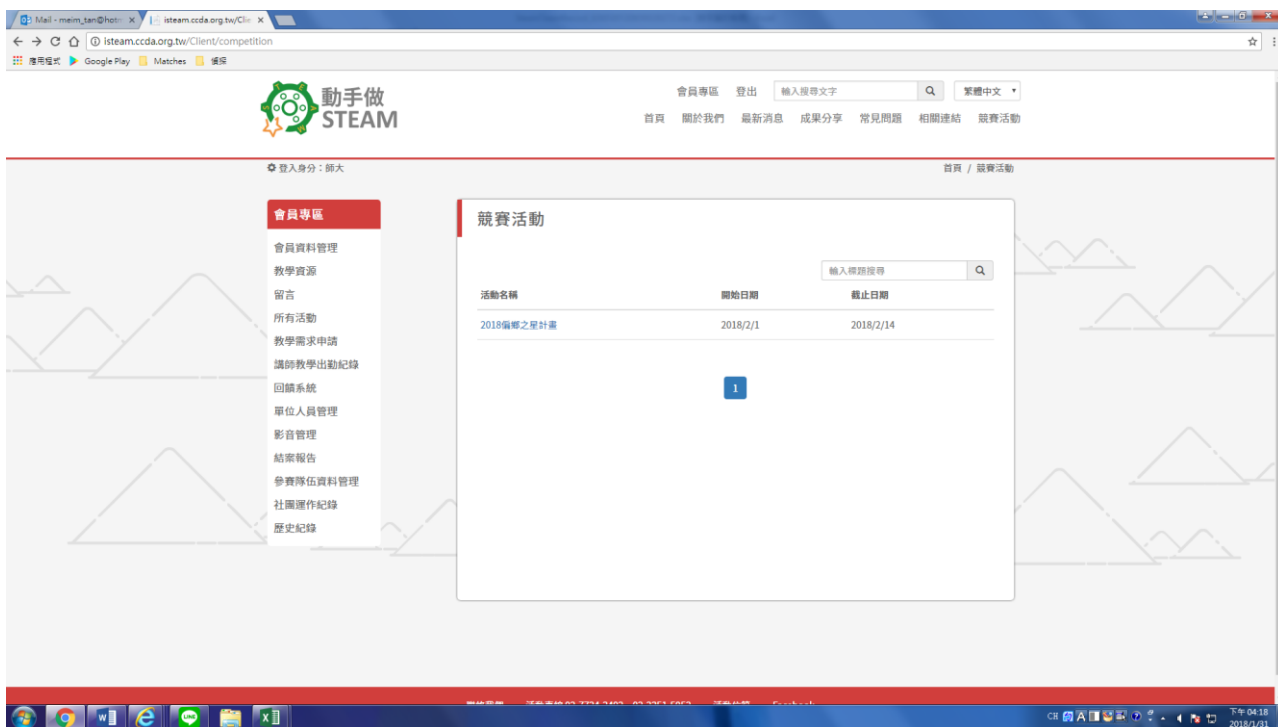 Mail - meim_tan@hotm
isteam.ccda.org.tw/Clie
isteam.ccda.org.tw/Client/competition
應用程式 Google Play Matches
動手做
STEAM
會員專區 登出 輸入搜尋文字 繁體中文
首頁 關於我們 最新消息 成果分享 常見問題 相關連結 競賽活動
登入身分：師大
首頁 / 競賽活動
會員專區
會員資料管理
教學資源
留言
所有活動
教學需求申請
講師教學出勤紀錄
回饋系統
單位人員管理
影音管理
結案報告
參賽隊伍資料管理
社團運作紀錄
歷史紀錄
競賽活動
輸入標題搜尋
活動名稱 開始日期 截止日期
2018偏鄉之星計畫 2018/2/1 2018/2/14
1
CH
下午 04:18
2018/1/31